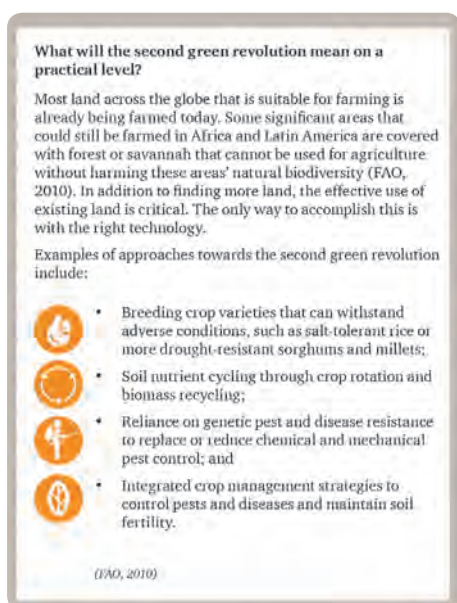 What will the second green revolution mean on a
practical level?
Most land across the globe that is suitable for farming is
already being farmed today. Some significant areas that
could still be farmed in Africa and Latin America are covered
with forest or savannah that cannot be used for agriculture
without harming these areas' natural biodiversity (FAO,
2010). In addition to finding more land, the effective use of
existing land is critical. The only way to accomplish this is
with the right technology.
Examples of approaches towards the second green revolution
include:
• Breeding crop varieties that can withstand
adverse conditions, such as salt-tolerant rice or
more drought-resistant sorghums and millets;
• Soil nutrient cycling through crop rotation and
biomass recycling;
• Reliance on genetic pest and disease resistance
to replace or reduce chemical and mechanical
pest control; and
• Integrated crop management strategies to
control pests and diseases and maintain soil
fertility.
(FAO, 2010)